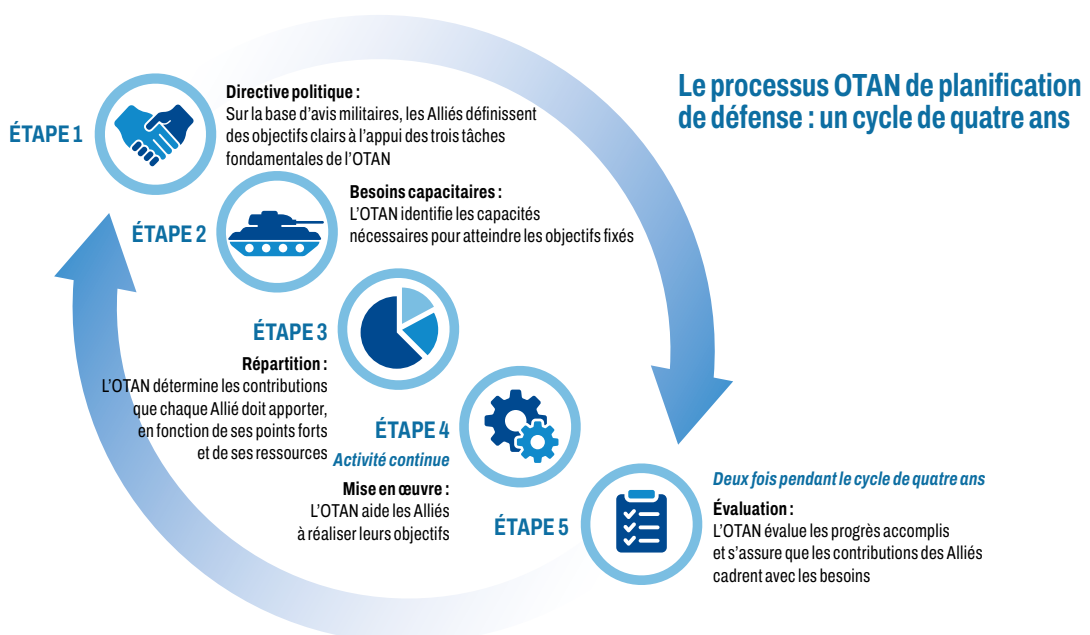 Le processus OTAN de planification
de défense : un cycle de quatre ans
ÉTAPE 1
Directive politique :
Sur la base d'avis militaires, les Alliés définissent
des objectifs clairs à l'appui des trois tâches
fondamentales de l'OTAN
ÉTAPE 2
Besoins capacitaires :
L'OTAN identifie les capacités
nécessaires pour atteindre les objectifs fixés
ÉTAPE 3
Répartition :
L'OTAN détermine les contributions
que chaque Allié doit apporter,
en fonction de ses points forts
et de ses ressources
ÉTAPE 4
Activité continue
Mise en œuvre :
L'OTAN aide les Alliés
à réaliser leurs objectifs
ÉTAPE 5
Deux fois pendant le cycle de quatre ans
Évaluation :
L'OTAN évalue les progrès accomplis
et s'assure que les contributions des Alliés
cadrent avec les besoins